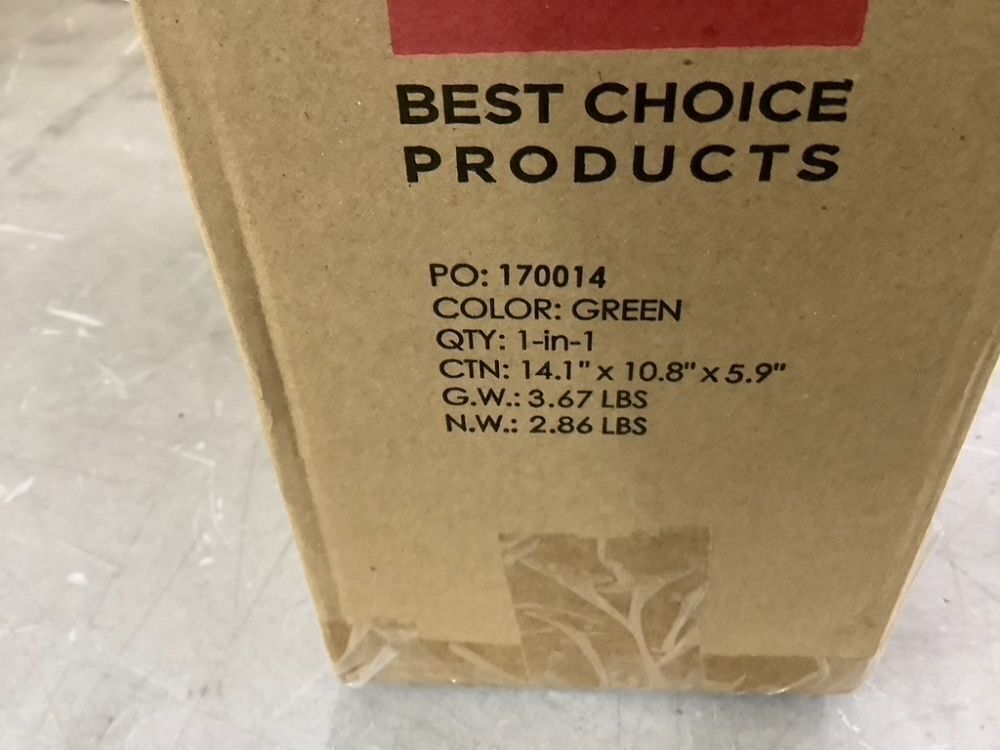 BEST CHOICE
PRODUCTS
PO: 170014
COLOR: GREEN
QTY: 1-in-1
CTN: 14.1" x 10.8" x 5.9"
G.W.: 3.67 LBS
N.W.: 2.86 LBS